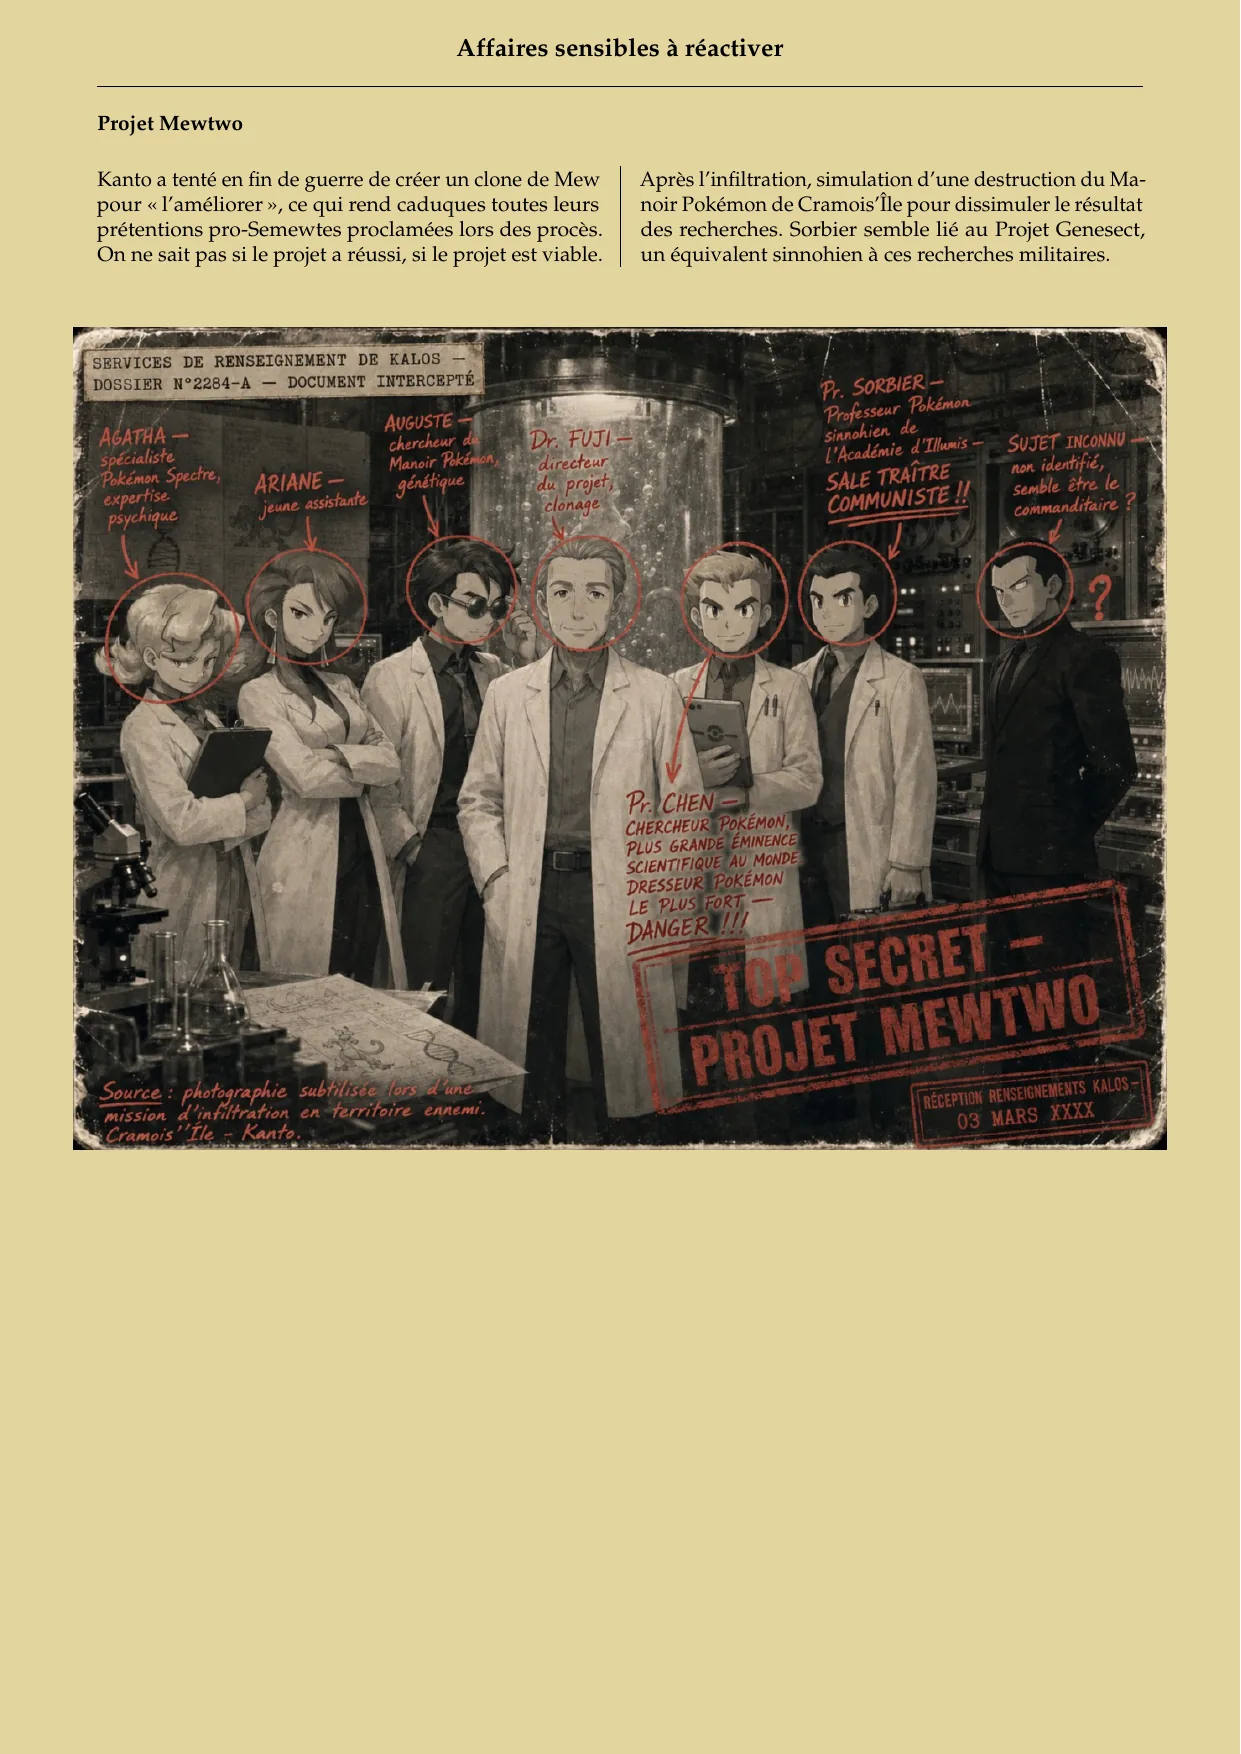 Affaires sensibles à réactiver
Projet Mewtwo
Kanto a tenté en fin de guerre de créer un clone de Mew
pour « l’améliorer », ce qui rend caduques toutes leurs
prétentions pro-Semewtes proclamées lors des procès.
On ne sait pas si le projet a réussi, si le projet est viable.
Après l’infiltration, simulation d’une destruction du Ma-
noir Pokémon de Cramois’Île pour dissimuler le résultat
des recherches. Sorbier semble lié au Projet Genesect,
un équivalent sinnohien à ces recherches militaires.
SERVICES DE RENSEIGNEMENT DE KALOS —
DOSSIER N°2284-A — DOCUMENT INTERCEPTÉ
AGATHA —
spécialiste
Pokémon Spectre,
expertise
psychique
ARIANE —
jeune assistante
AUGUSTE —
chercheur du
Manoir Pokémon,
génétique
Dr. FUJI —
directeur
du projet,
clonage
Pr. SORBIER —
Professeur Pokémon
sinnohien de
l’Académie d’Illumis —
SALE TRAÎTRE
COMMUNISTE !!
SUJET INCONNU —
non identifié,
semble être le
commanditaire ?
?
Pr. CHEN —
CHERCHEUR POKÉMON,
PLUS GRANDE ÉMINENCE
SCIENTIFIQUE AU MONDE
DRESSEUR POKÉMON
LE PLUS FORT —
DANGER !!!
TOP SECRET —
PROJET MEWTWO
Source : photographie subtilisée lors d’une
mission d’infiltration en territoire ennemi.
Cramois’’Île – Kanto.
RÉCEPTION RENSEIGNEMENTS KALOS –
03 MARS XXXX